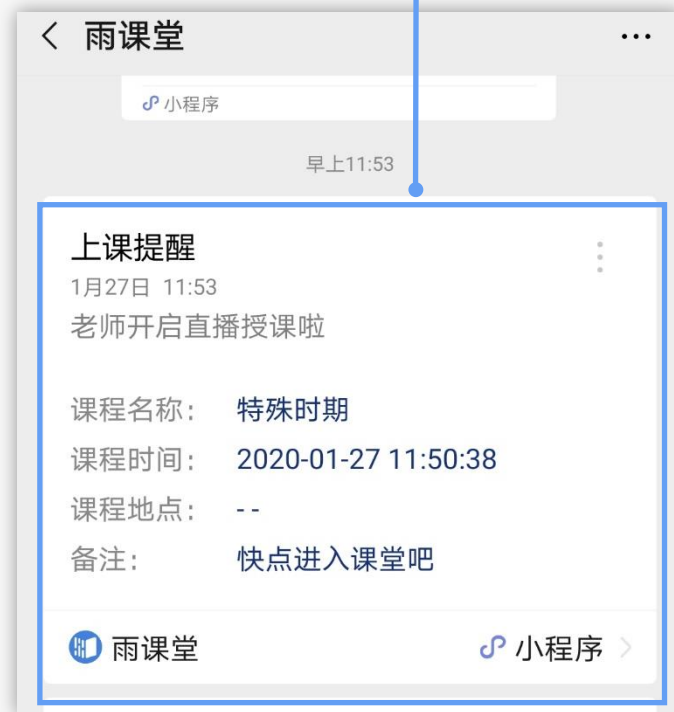 雨课堂
小程序
早上11:53
上课提醒
1月27日 11:53
老师开启直播授课啦
课程名称: 特殊时期
课程时间: 2020-01-27 11:50:38
课程地点: - -
备注: 快点进入课堂吧
雨课堂 小程序